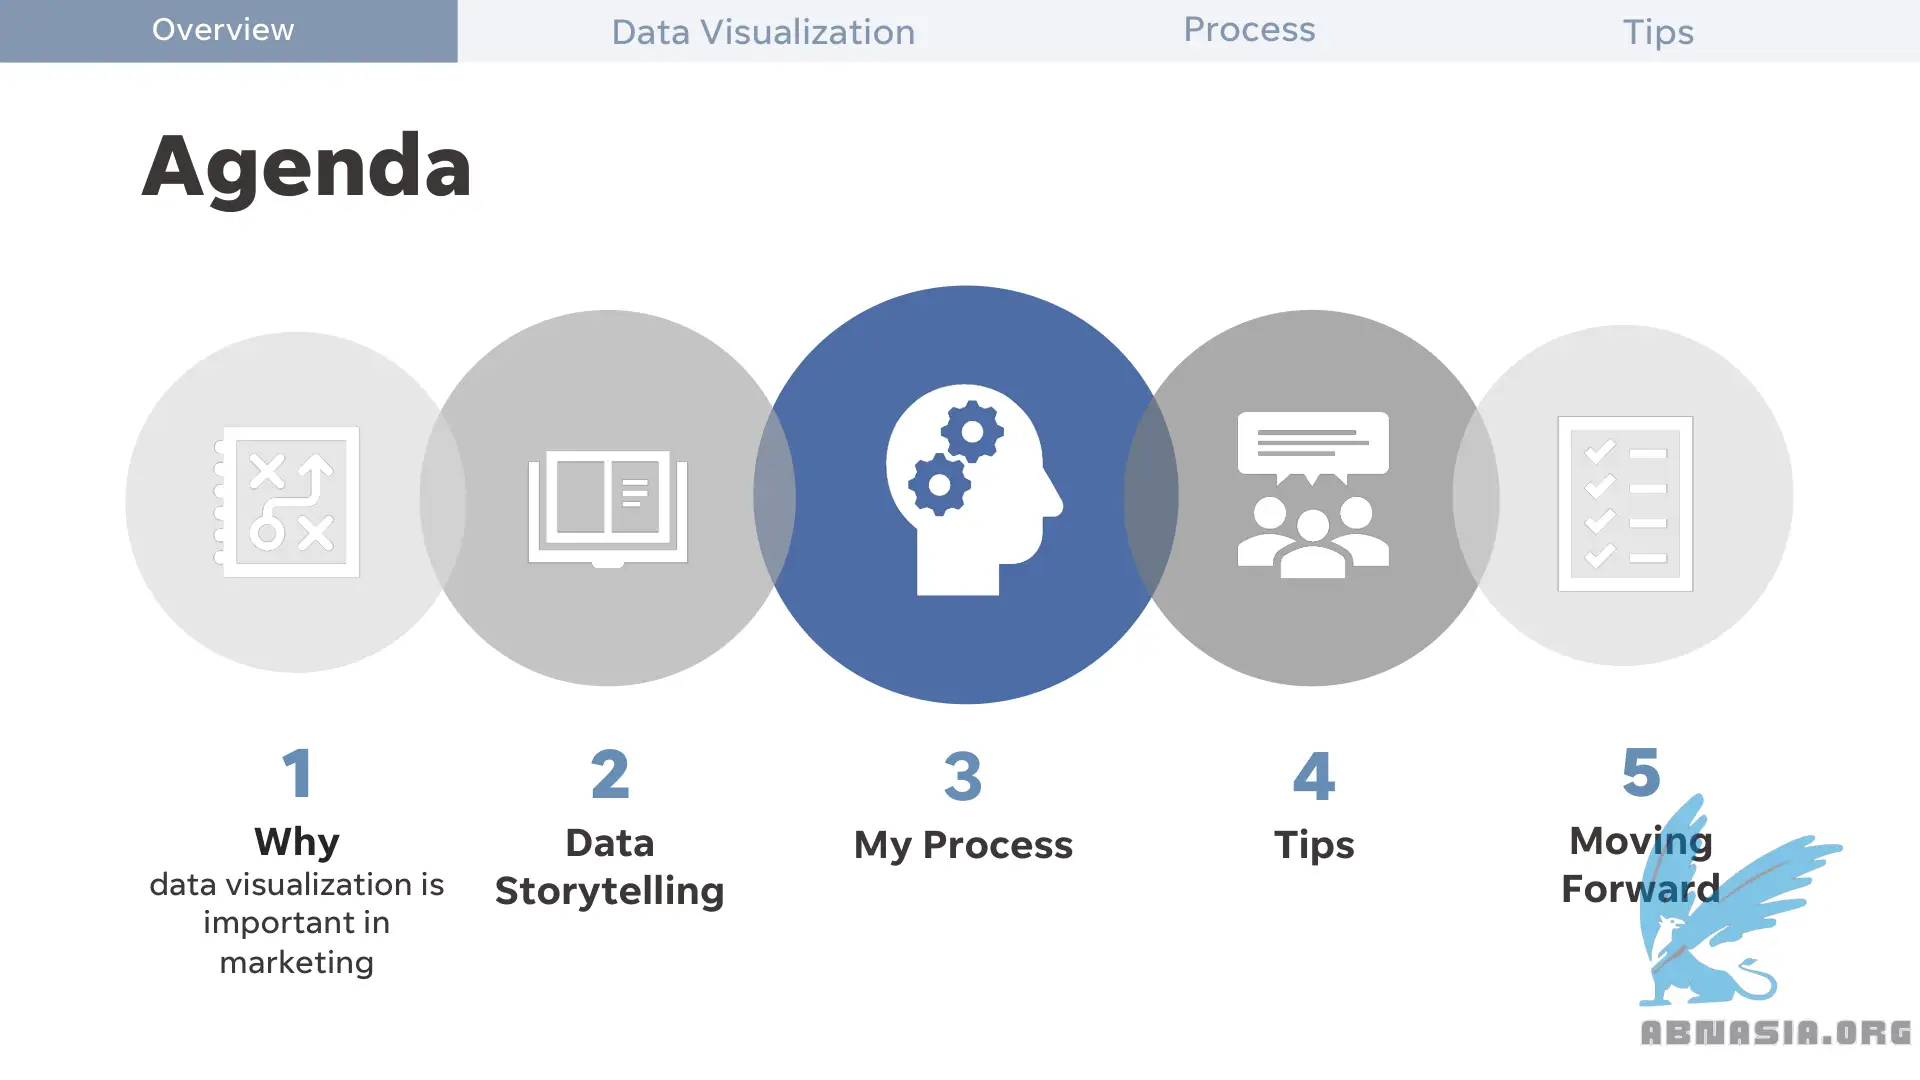 Overview
Data Visualization
Process
Tips
Agenda
1
Why
data visualization is
important in
marketing
2
Data
Storytelling
3
My Process
4
Tips
5
Moving
Forward
ABNASIA.ORG